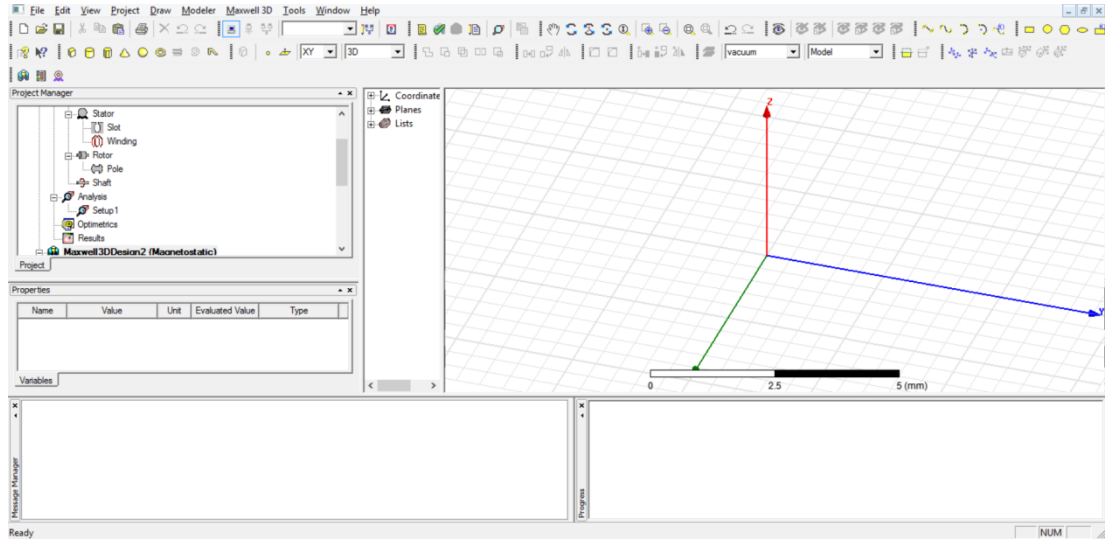 File Edit View Project Draw Modeler Maxwell 3D Tools Window Help
XY 3D vacuum Model
Project Manager
Stator
Slot
Winding
Rotor
Pole
Shaft
Analysis
Setup1
Optimetrics
Results
Maxwell3DDesign2 (Magnetostatic)
Project
Coordinate
Planes
Lists
Properties
Name Value Unit Evaluated Value Type
Variables
Z
Y
0 2.5 5 (mm)
Message Manager
Progress
Ready
NUM